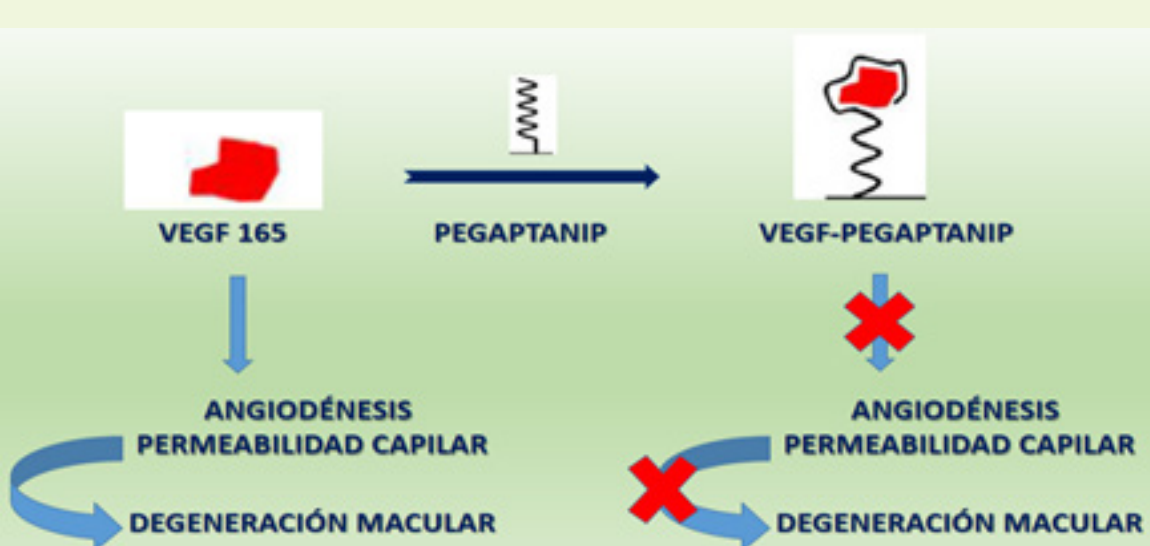 VEGF 165
PEGAPTANIP
VEGF-PEGAPTANIP
ANGIODÉNESIS
PERMEABILIDAD CAPILAR
DEGENERACIÓN MACULAR
ANGIODÉNESIS
PERMEABILIDAD CAPILAR
DEGENERACIÓN MACULAR